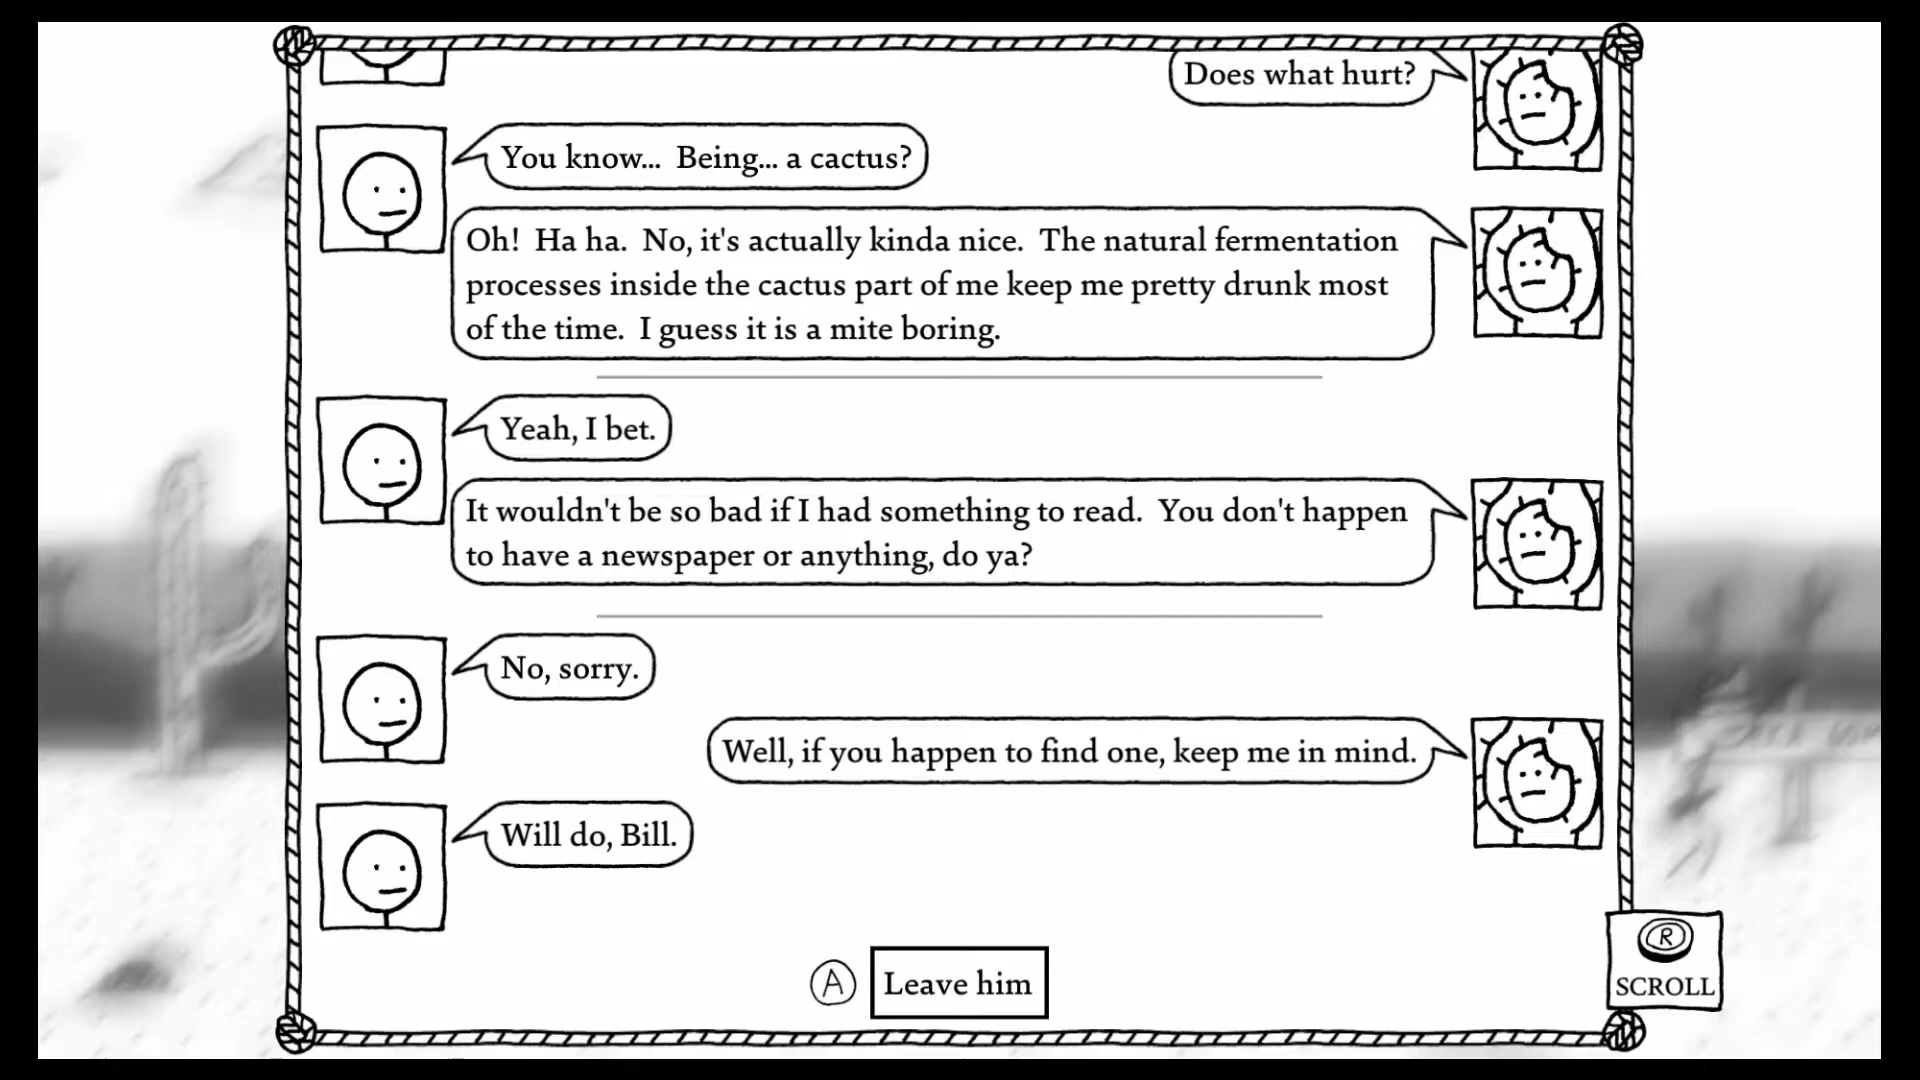 Does what hurt?
You know... Being... a cactus?
Oh! Ha ha. No, it's actually kinda nice. The natural fermentation
processes inside the cactus part of me keep me pretty drunk most
of the time. I guess it is a mite boring.
Yeah, I bet.
It wouldn't be so bad if I had something to read. You don't happen
to have a newspaper or anything, do ya?
No, sorry.
Well, if you happen to find one, keep me in mind.
Will do, Bill.
A Leave him
R
SCROLL